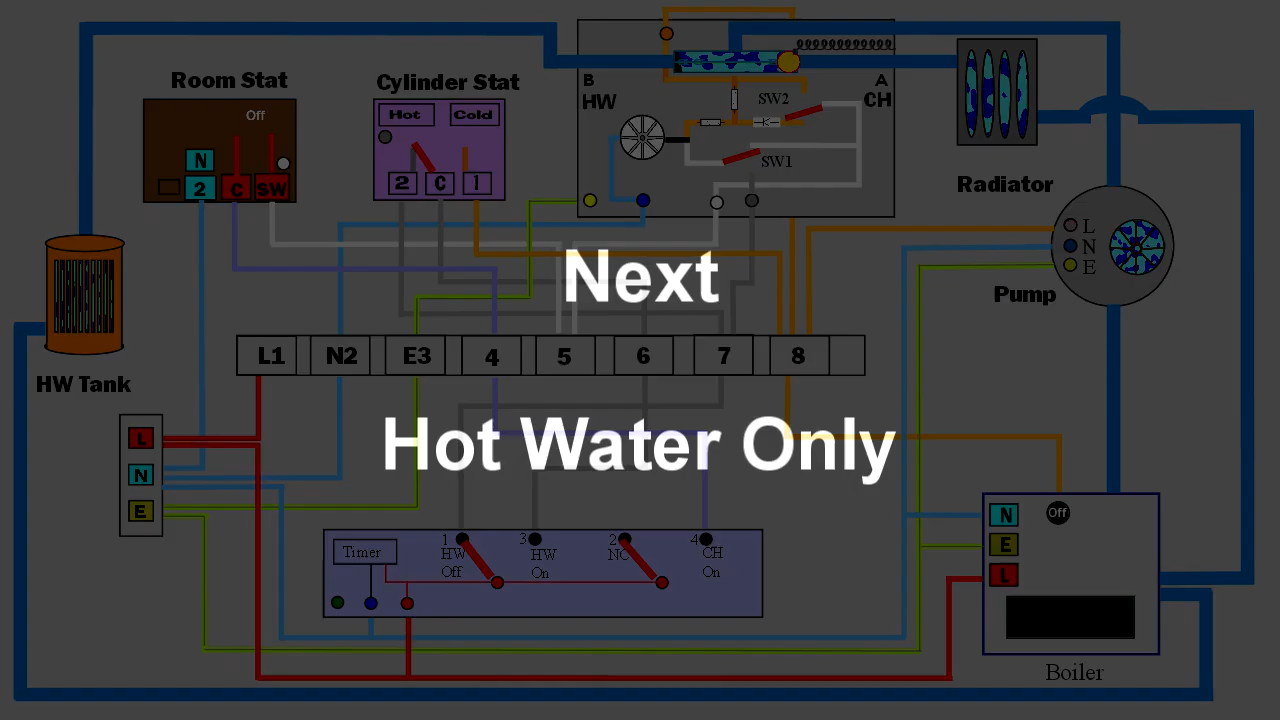 Room Stat
Cylinder Stat
Off
N
2
C
SW
Hot
Cold
2
C
1
B
HW
A
CH
SW2
SW1
Radiator
L
N
E
Pump
HW Tank
Next
L1
N2
E3
4
5
6
7
8
Hot Water Only
L
N
E
Timer
1
HW
Off
3
HW
On
2
NC
4
CH
On
N
Off
E
L
Boiler